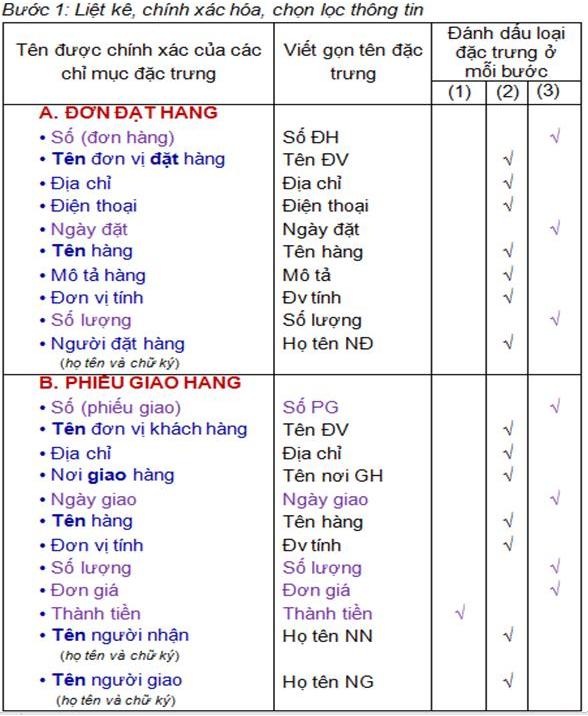 Bước 1: Liệt kê, chính xác hóa, chọn lọc thông tin
Tên được chính xác của các chỉ mục đặc trưng
Viết gọn tên đặc trưng
Đánh dấu loại đặc trưng ở mỗi bước
(1) (2) (3)
A. ĐƠN ĐẶT HÀNG
• Số (đơn hàng) Số ĐH √
• Tên đơn vị đặt hàng Tên ĐV √
• Địa chỉ Địa chỉ √
• Điện thoại Điện thoại √
• Ngày đặt Ngày đặt √
• Tên hàng Tên hàng √
• Mô tả hàng Mô tả √
• Đơn vị tính Đv tính √
• Số lượng Số lượng √
• Người đặt hàng Họ tên NĐ √
(họ tên và chữ ký)
B. PHIẾU GIAO HÀNG
• Số (phiếu giao) Số PG √
• Tên đơn vị khách hàng Tên ĐV √
• Địa chỉ Địa chỉ √
• Nơi giao hàng Tên nơi GH √
• Ngày giao Ngày giao √
• Tên hàng Tên hàng √
• Đơn vị tính Đv tính √
• Số lượng Số lượng √
• Đơn giá Đơn giá √
• Thành tiền Thành tiền √
• Tên người nhận Họ tên NN √
(họ tên và chữ ký)
• Tên người giao Họ tên NG √
(họ tên và chữ ký)